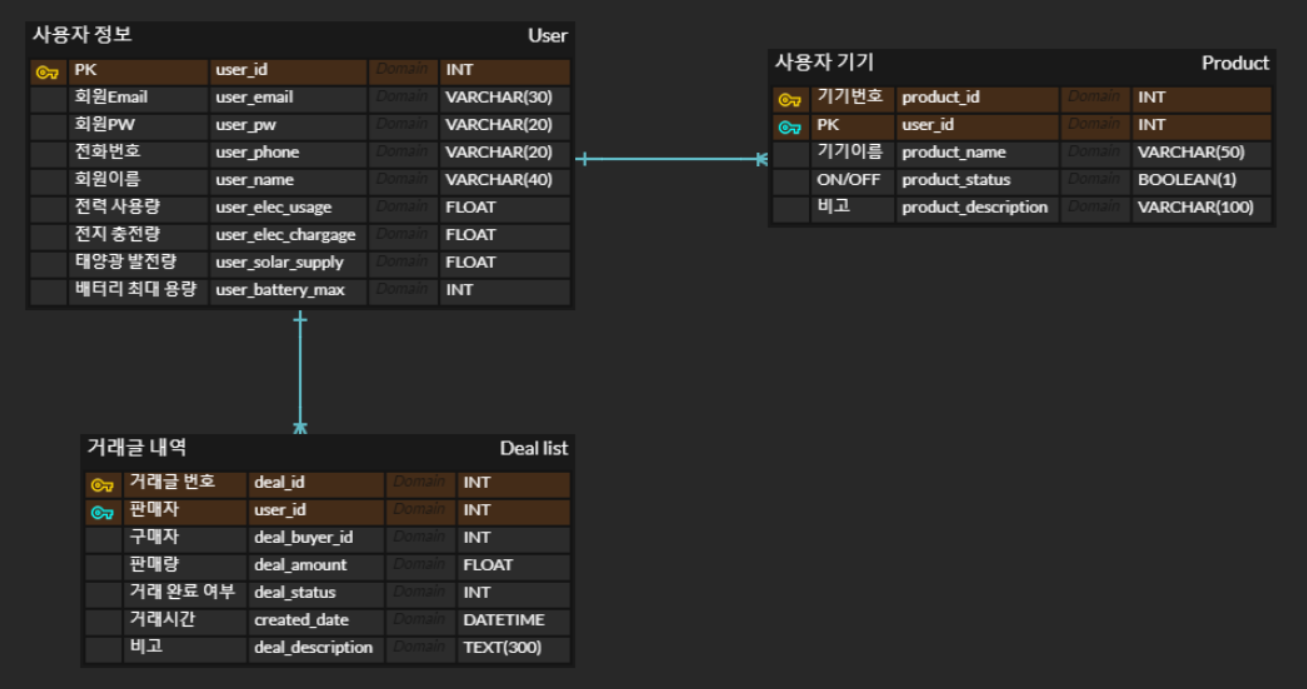 사용자 정보 User
PK user_id Domain INT
회원Email user_email Domain VARCHAR(30)
회원PW user_pw Domain VARCHAR(20)
전화번호 user_phone Domain VARCHAR(20)
회원이름 user_name Domain VARCHAR(40)
전력 사용량 user_elec_usage Domain FLOAT
전지 충전량 user_elec_chargage Domain FLOAT
태양광 발전량 user_solar_supply Domain FLOAT
배터리 최대 용량 user_battery_max Domain INT
사용자 기기 Product
기기번호 product_id Domain INT
PK user_id Domain INT
기기이름 product_name Domain VARCHAR(50)
ON/OFF product_status Domain BOOLEAN(1)
비고 product_description Domain VARCHAR(100)
거래글 내역 Deal list
거래글 번호 deal_id Domain INT
판매자 user_id Domain INT
구매자 deal_buyer_id Domain INT
판매량 deal_amount Domain FLOAT
거래 완료 여부 deal_status Domain INT
거래시간 created_date Domain DATETIME
비고 deal_description Domain TEXT(300)